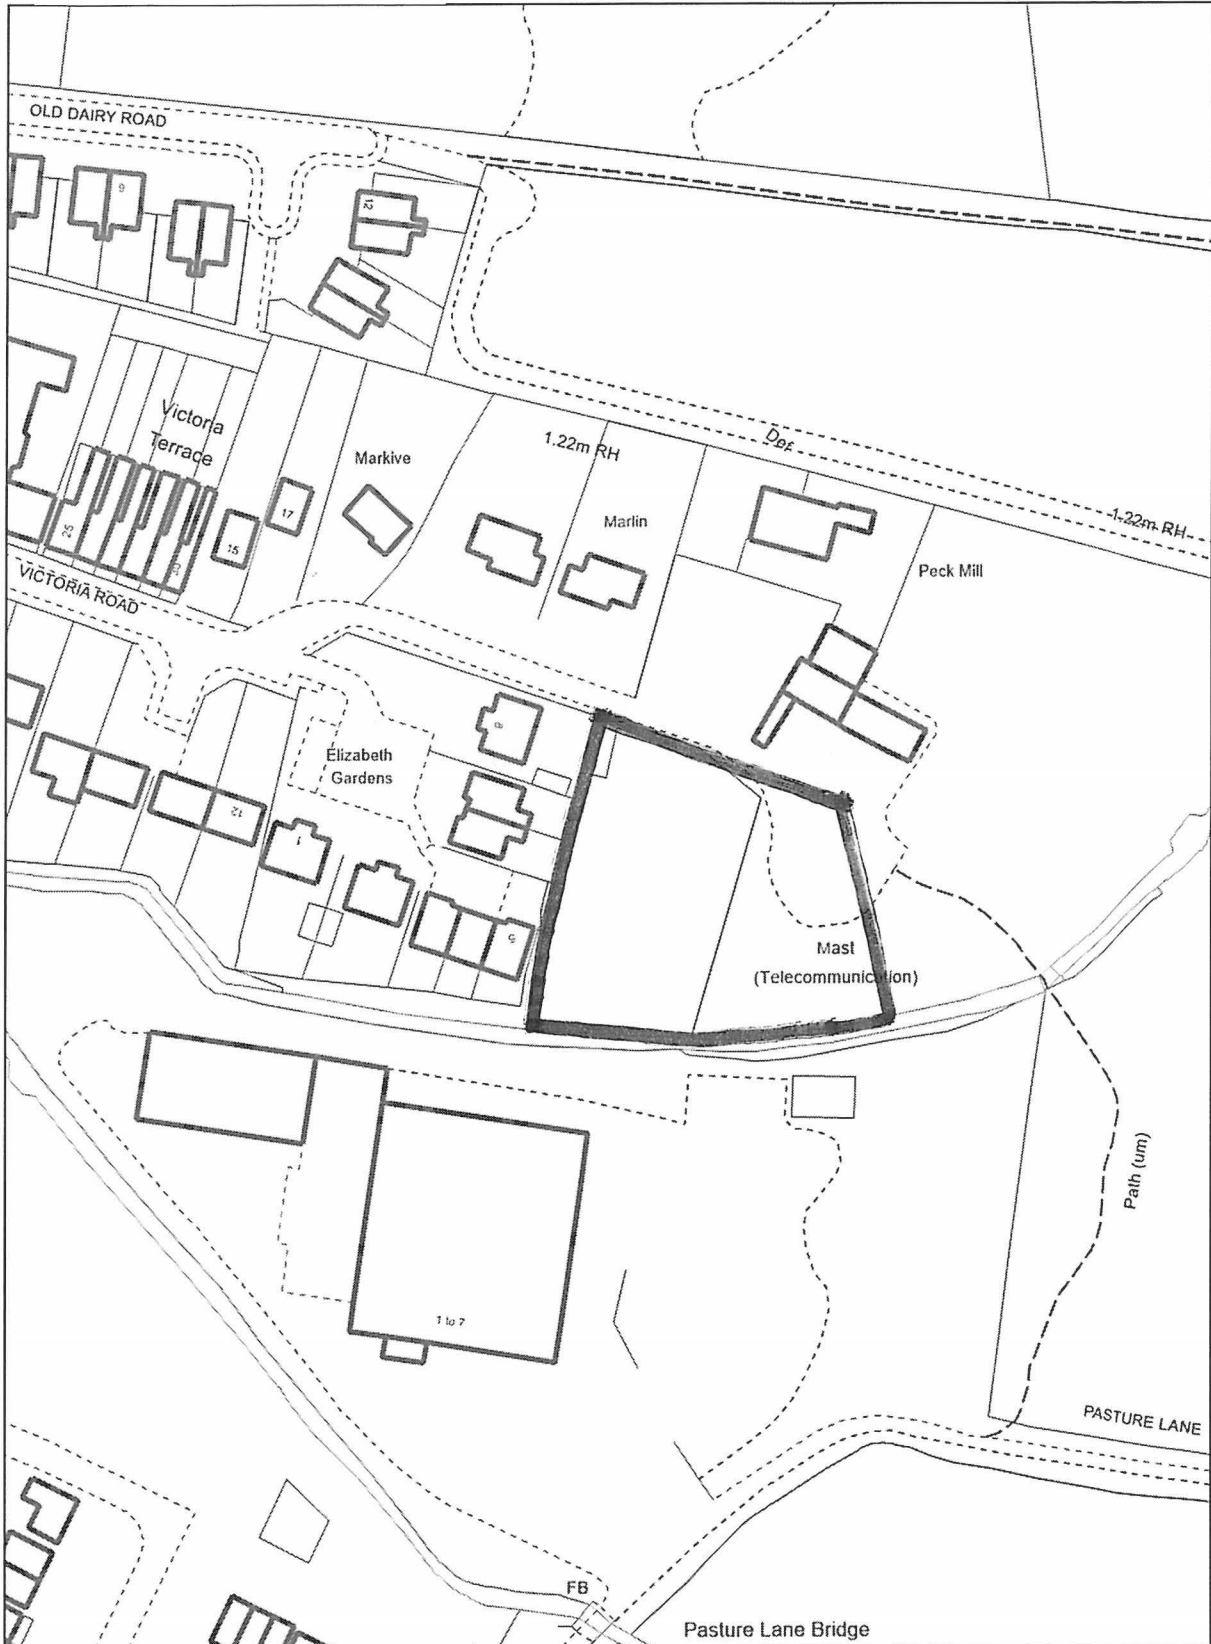 OLD DAIRY ROAD
6
12
Victoria
Terrace
1.22m RH
Def
Markive
17
Marlin
1.22m RH
15
25
Peck Mill
VICTORIA ROAD
8
Elizabeth
Gardens
12
1
5
Mast
(Telecommunication)
Path (um)
1 to 7
PASTURE LANE
FB
Pasture Lane Bridge